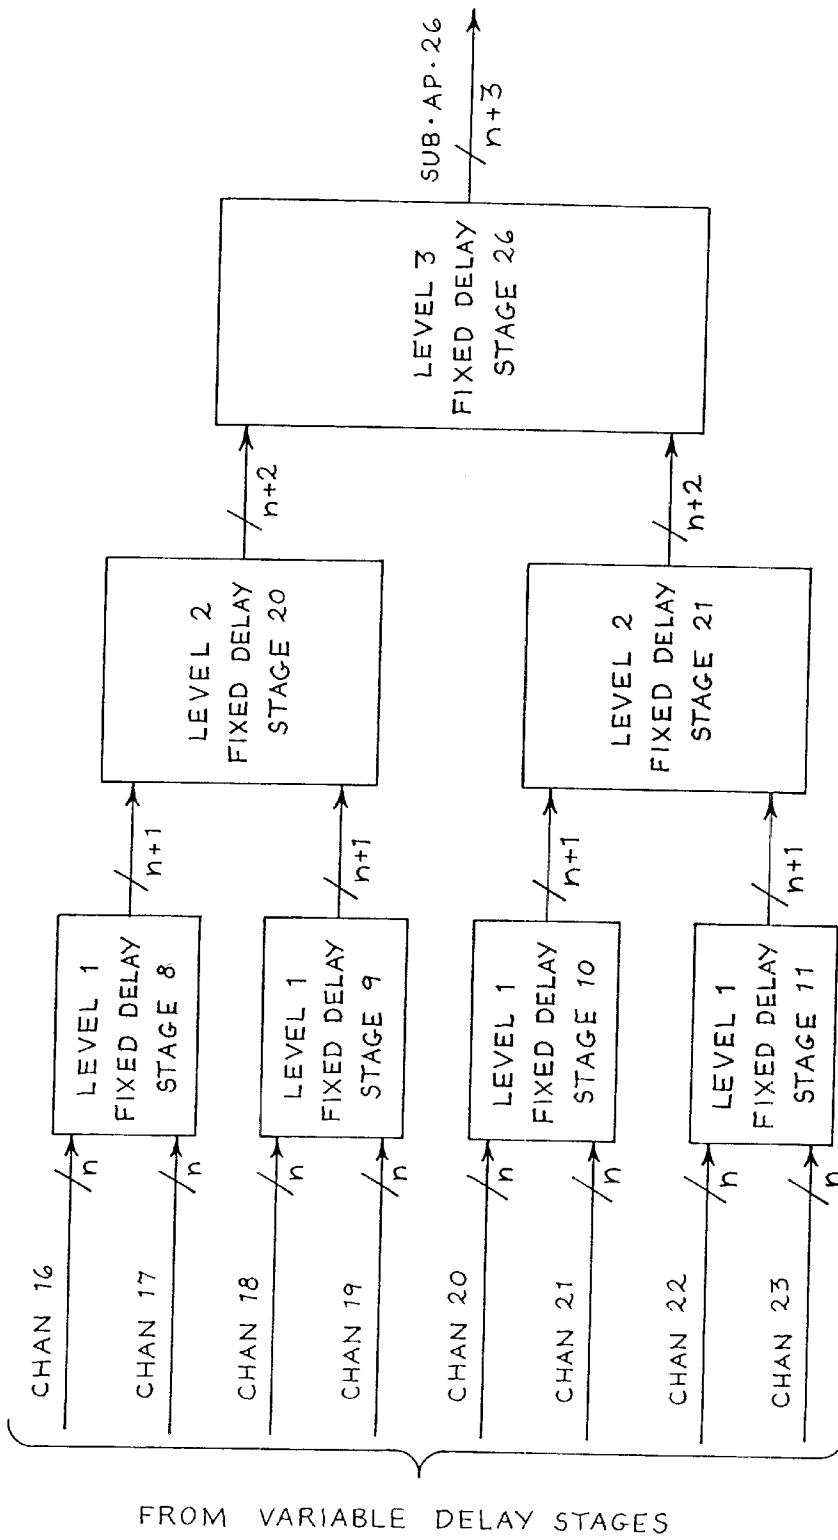 SUB·AP·26
n+3
LEVEL 3
FIXED DELAY
STAGE 26
n+2
n+2
LEVEL 2
FIXED DELAY
STAGE 20
LEVEL 2
FIXED DELAY
STAGE 21
n+1
n+1
n+1
n+1
LEVEL 1
FIXED DELAY
STAGE 8
LEVEL 1
FIXED DELAY
STAGE 9
LEVEL 1
FIXED DELAY
STAGE 10
LEVEL 1
FIXED DELAY
STAGE 11
n
n
n
n
n
n
n
n
CHAN 16
CHAN 17
CHAN 18
CHAN 19
CHAN 20
CHAN 21
CHAN 22
CHAN 23
FROM VARIABLE DELAY STAGES